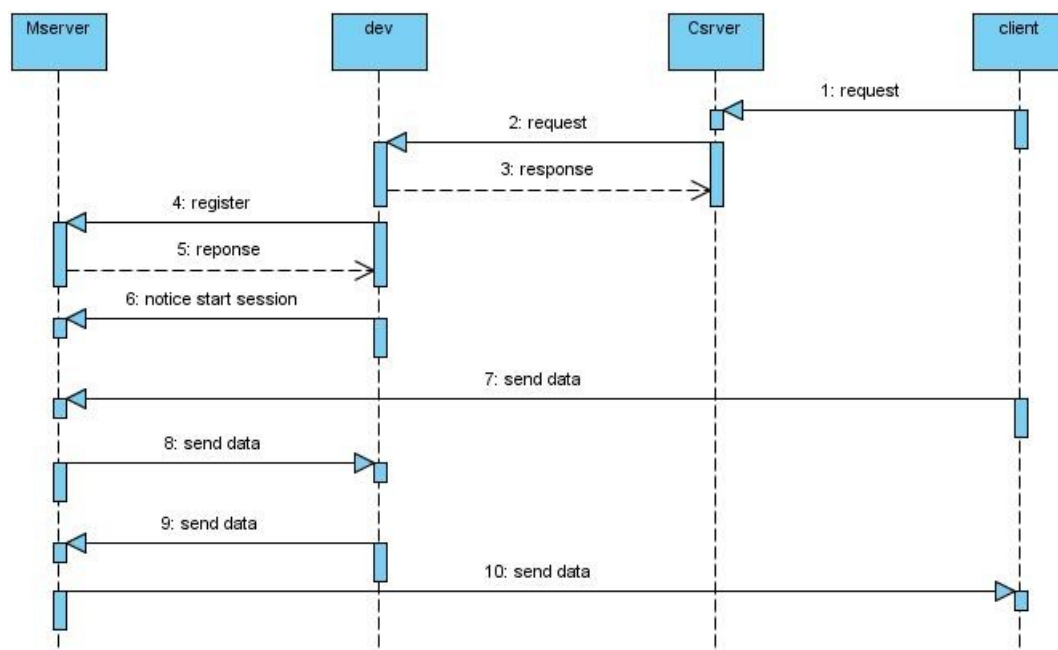 Mserver
dev
Csrver
client
1: request
2: request
3: response
4: register
5: reponse
6: notice start session
7: send data
8: send data
9: send data
10: send data